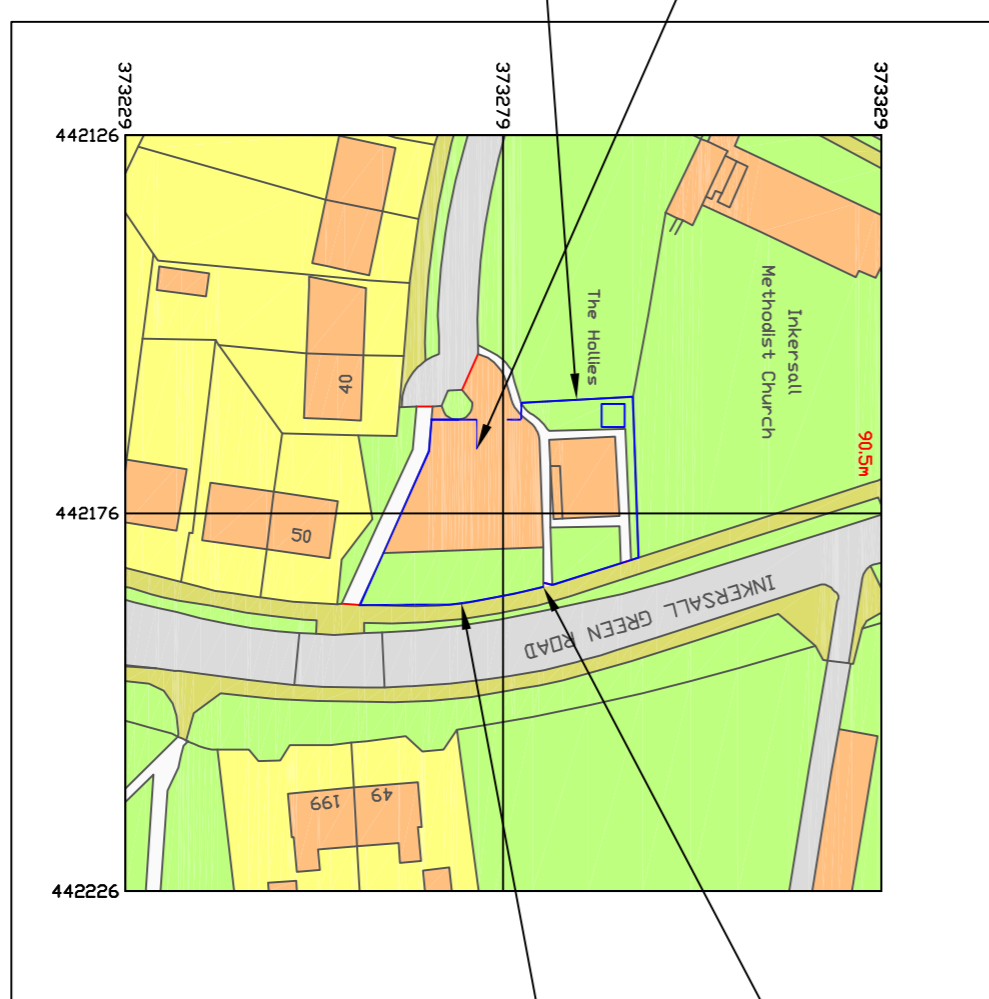 373229
373279
373329
442126
Inkersall
Methodist Church
The Hollies
40
90.5m
442176
50
INKERSALL GREEN ROAD
199
49
442226